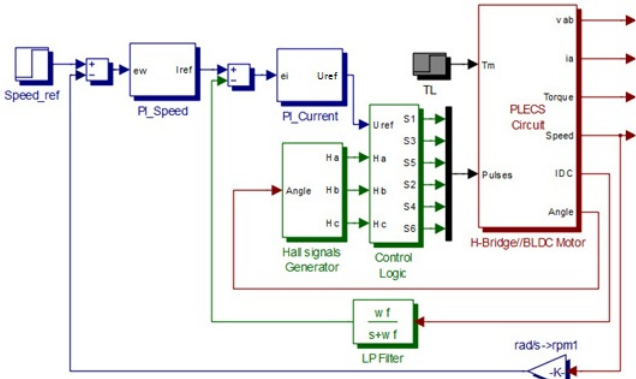 Speed_ref
+
−
ew
Iref
PI_Speed
+
−
ei
Uref
PI_Current
TL
Tm
Pulses
PLECS
Circuit
v ab
ia
Torque
Speed
IDC
Angle
H-Bridge//BLDC Motor
Angle
Ha
Hb
Hc
Hall signals
Generator
Uref
Ha
Hb
Hc
S1
S3
S5
S2
S4
S6
Control
Logic
w f
s+w f
LP Filter
rad/s->rpm1
-K-